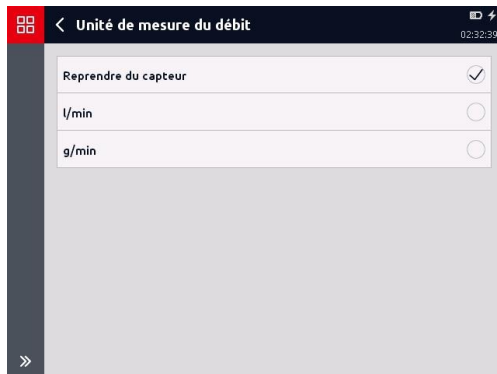 Unité de mesure du débit
02:32:39
Reprendre du capteur
l/min
g/min